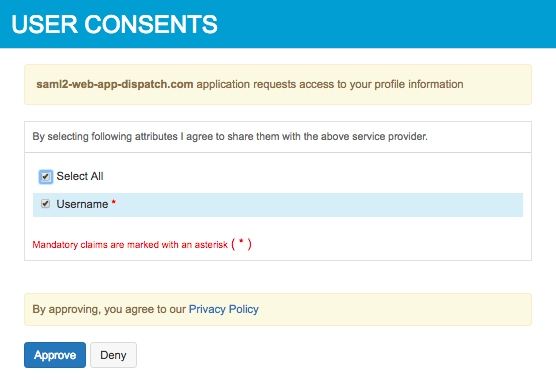 USER CONSENTS
saml2-web-app-dispatch.com application requests access to your profile information
By selecting following attributes I agree to share them with the above service provider.
Select All
Username *
Mandatory claims are marked with an asterisk ( * )
By approving, you agree to our Privacy Policy
Approve Deny